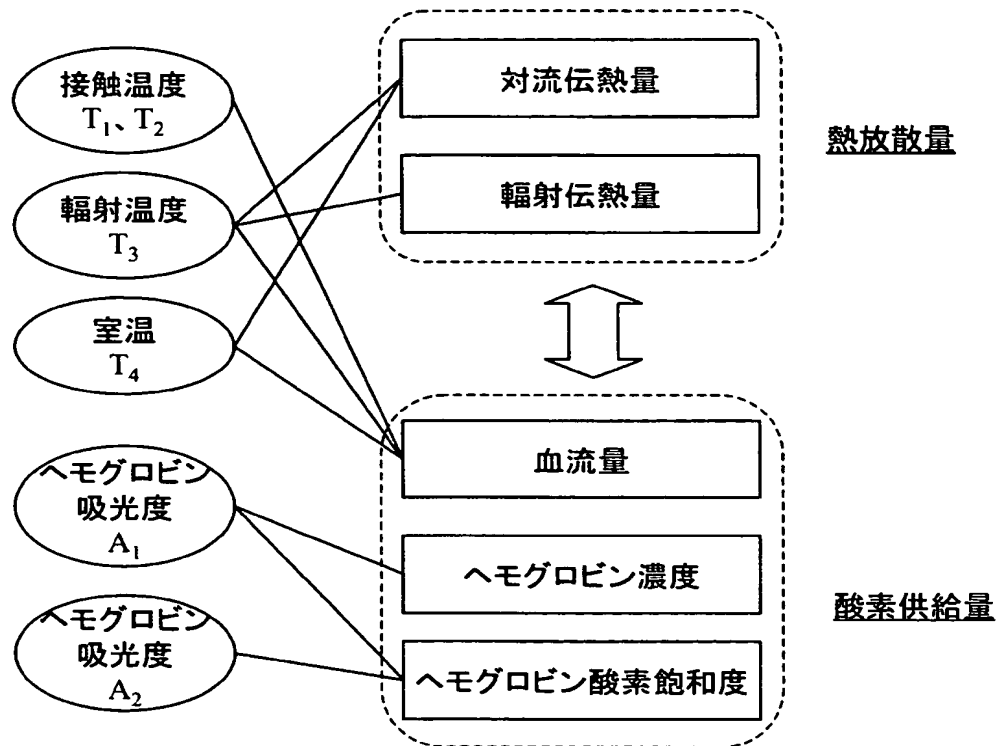 接触温度
T1、T2
輻射温度
T3
室温
T4
ヘモグロビン
吸光度
A1
ヘモグロビン
吸光度
A2
対流伝熱量
輻射伝熱量
熱放散量
血流量
ヘモグロビン濃度
ヘモグロビン酸素飽和度
酸素供給量